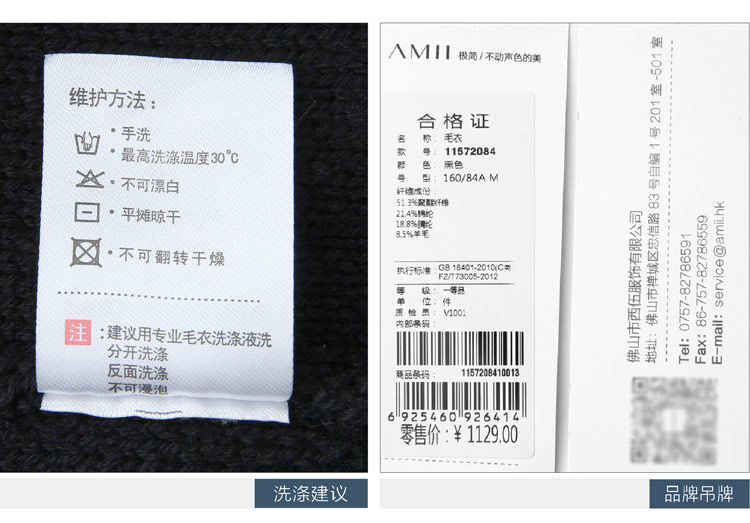 维护方法：
·手洗
·最高洗涤温度30℃
·不可漂白
·平摊晾干
·不可翻转干燥
注：建议用专业毛衣洗涤液洗
分开洗涤
反面洗涤
不可浸泡
洗涤建议
AMII 极简/不动声色的美
合格证
名称：毛衣
款号：11572084
颜色：黑色
号型：160/84A M
纤维成份：
51.3%聚酯纤维
21.4%锦纶
18.8%腈纶
8.5%羊毛
执行标准：GB 18401-2010(C类
FZ/T73005-2012
等级：一等品
单位：件
质检员：V1001
内部条码：
商品条码：1157208410013
6925460926414
零售价：¥ 1129.00
佛山市西伍服饰有限公司
地址：佛山市禅城区忠信路83号自编1号201室-501室
Tel: 0757-82786591
Fax: 86-757-82786559
E-mail: service@amii.hk
品牌吊牌